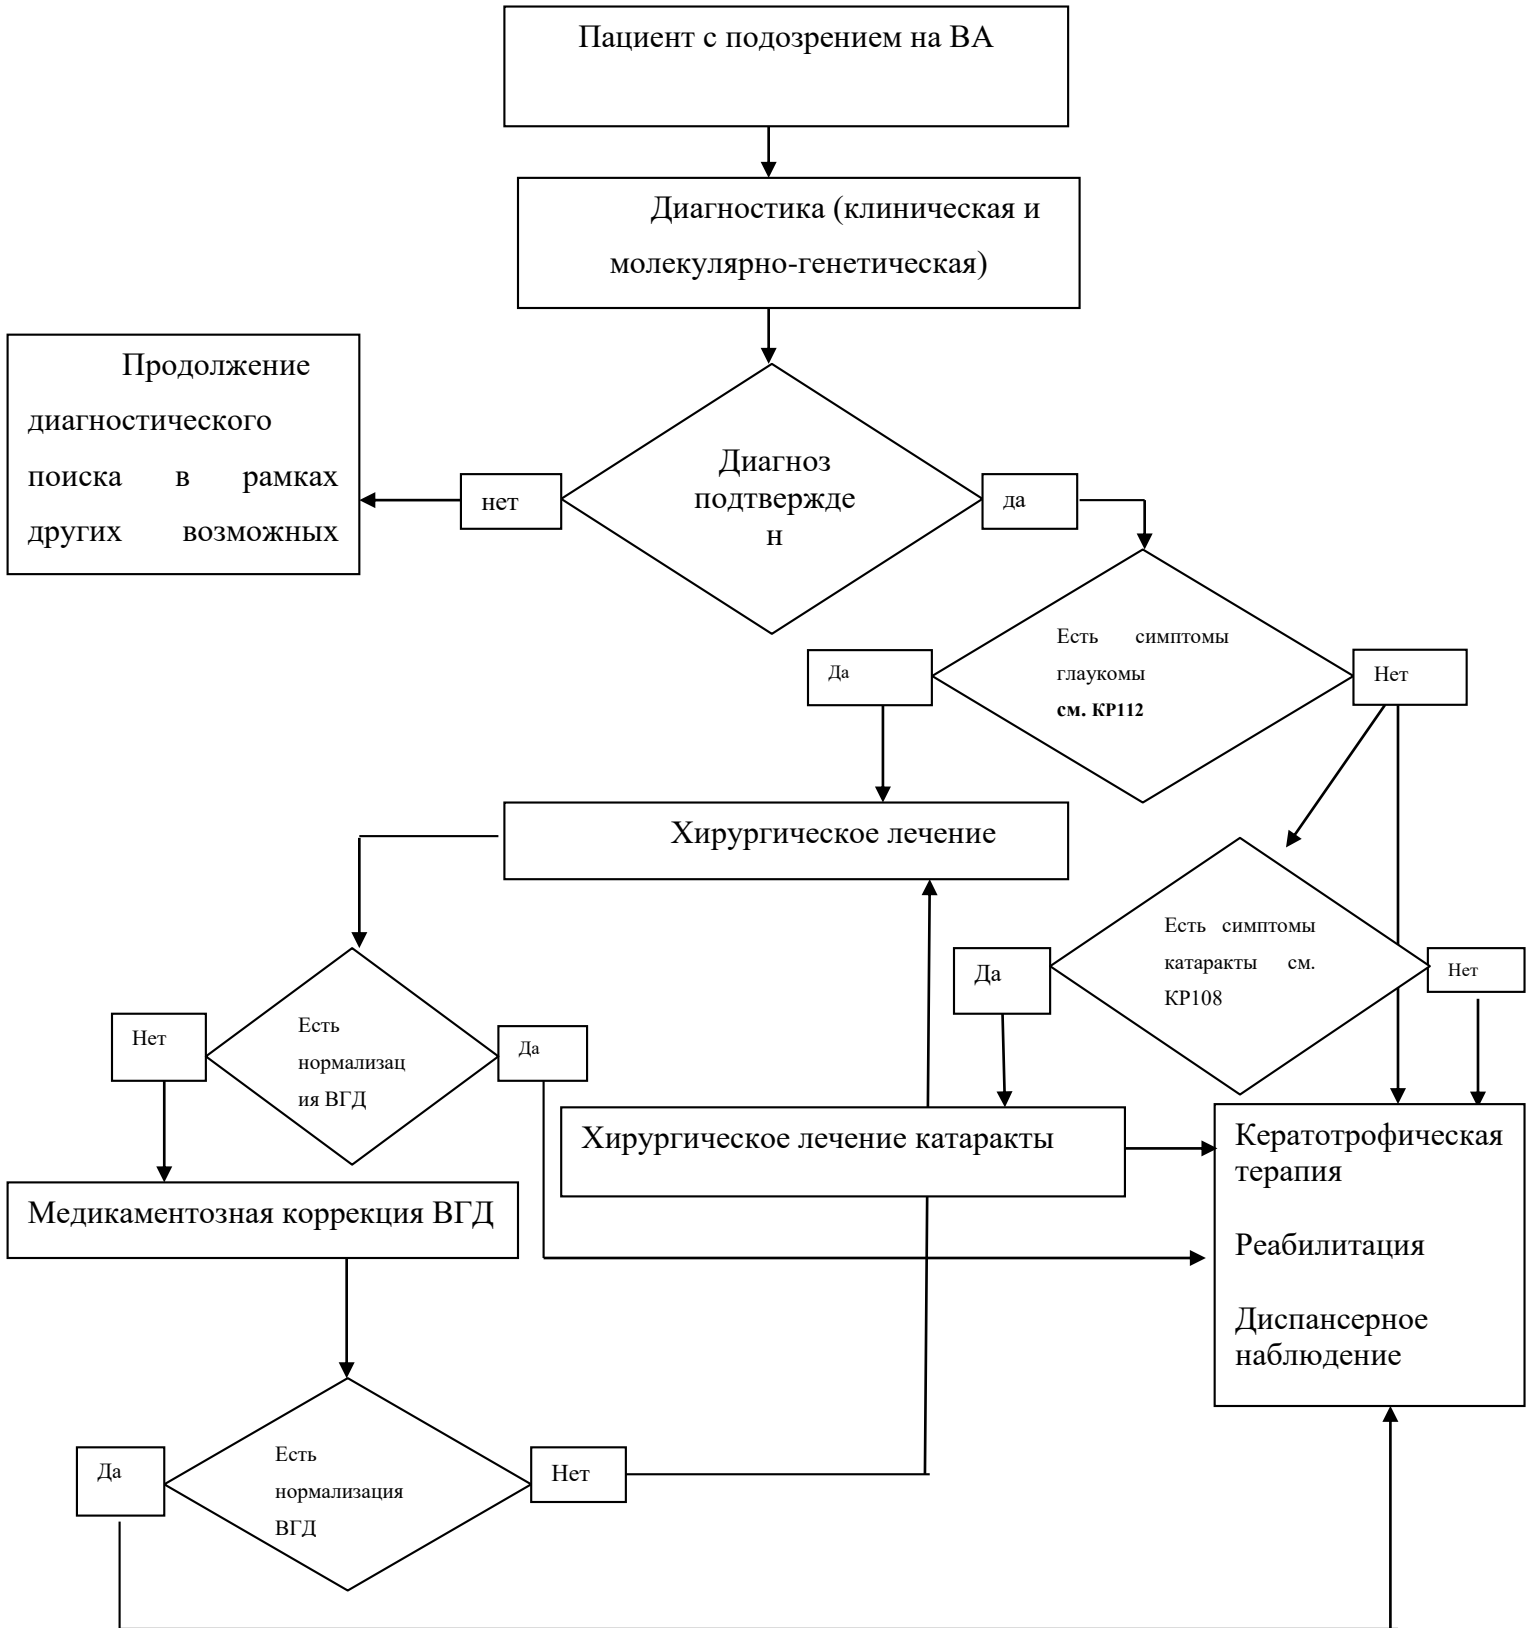 Пациент с подозрением на ВА
Диагностика (клиническая и
молекулярно-генетическая)
Продолжение
диагностического
поиска в рамках
других возможных
нет
Диагноз
подтвержде
н
да
Да
Есть симптомы
глаукомы
см. КР112
Нет
Хирургическое лечение
Есть симптомы
катаракты см.
КР108
Да
Нет
Нет
Есть
нормализац
ия ВГД
Да
Хирургическое лечение катаракты
Кератотрофическая
терапия
Реабилитация
Диспансерное
наблюдение
Медикаментозная коррекция ВГД
Да
Есть
нормализация
ВГД
Нет